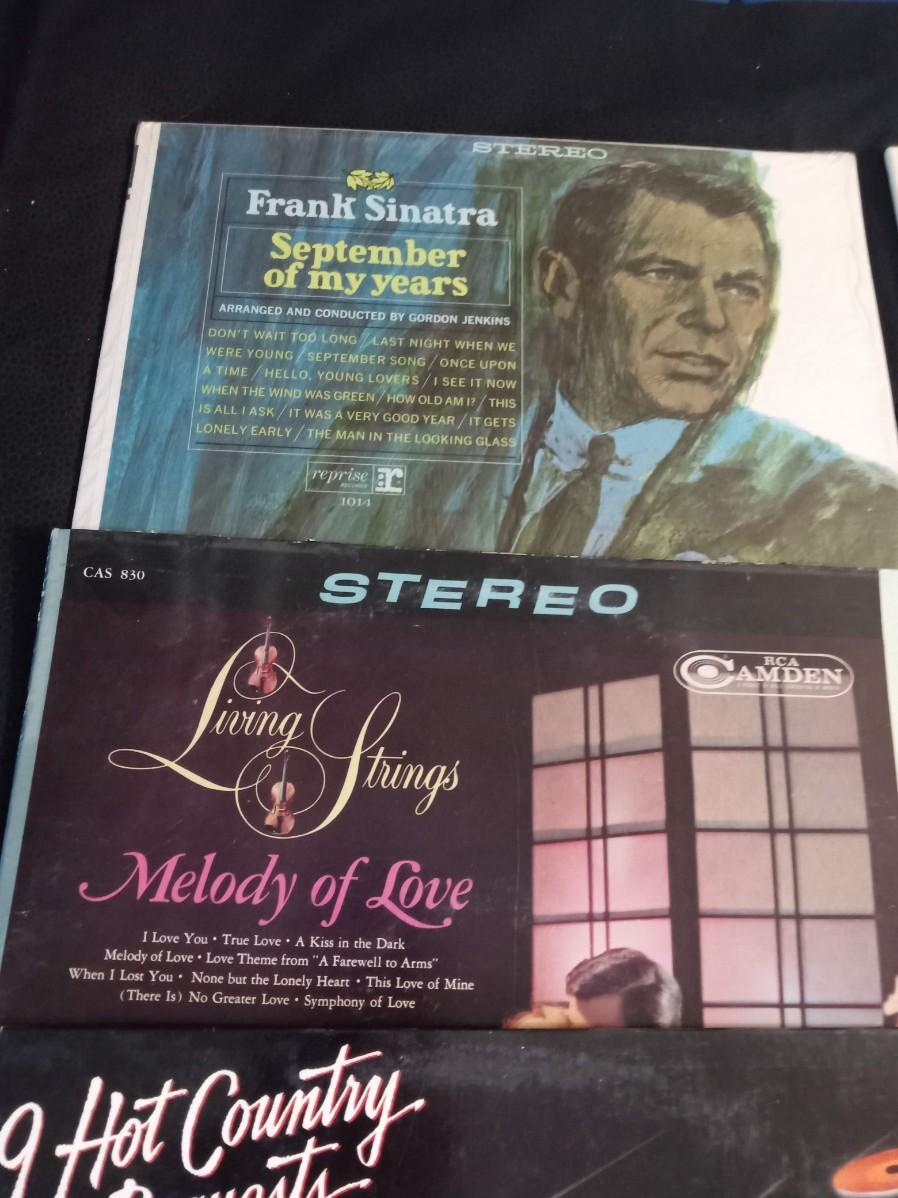 STEREO
Frank Sinatra
September
of my years
ARRANGED AND CONDUCTED BY GORDON JENKINS
DON'T WAIT TOO LONG / LAST NIGHT WHEN WE
WERE YOUNG / SEPTEMBER SONG / ONCE UPON
A TIME / HELLO, YOUNG LOVERS / I SEE IT NOW
WHEN THE WIND WAS GREEN / HOW OLD AM I? / THIS
IS ALL I ASK / IT WAS A VERY GOOD YEAR / IT GETS
LONELY EARLY / THE MAN IN THE LOOKING GLASS
reprise
RECORDS
1014
CAS 830
STEREO
RCA
CAMDEN
Living
Strings
Melody of Love
I Love You • True Love • A Kiss in the Dark
Melody of Love • Love Theme from "A Farewell to Arms"
When I Lost You • None but the Lonely Heart • This Love of Mine
(There Is) No Greater Love • Symphony of Love
9 Hot Country
Requests